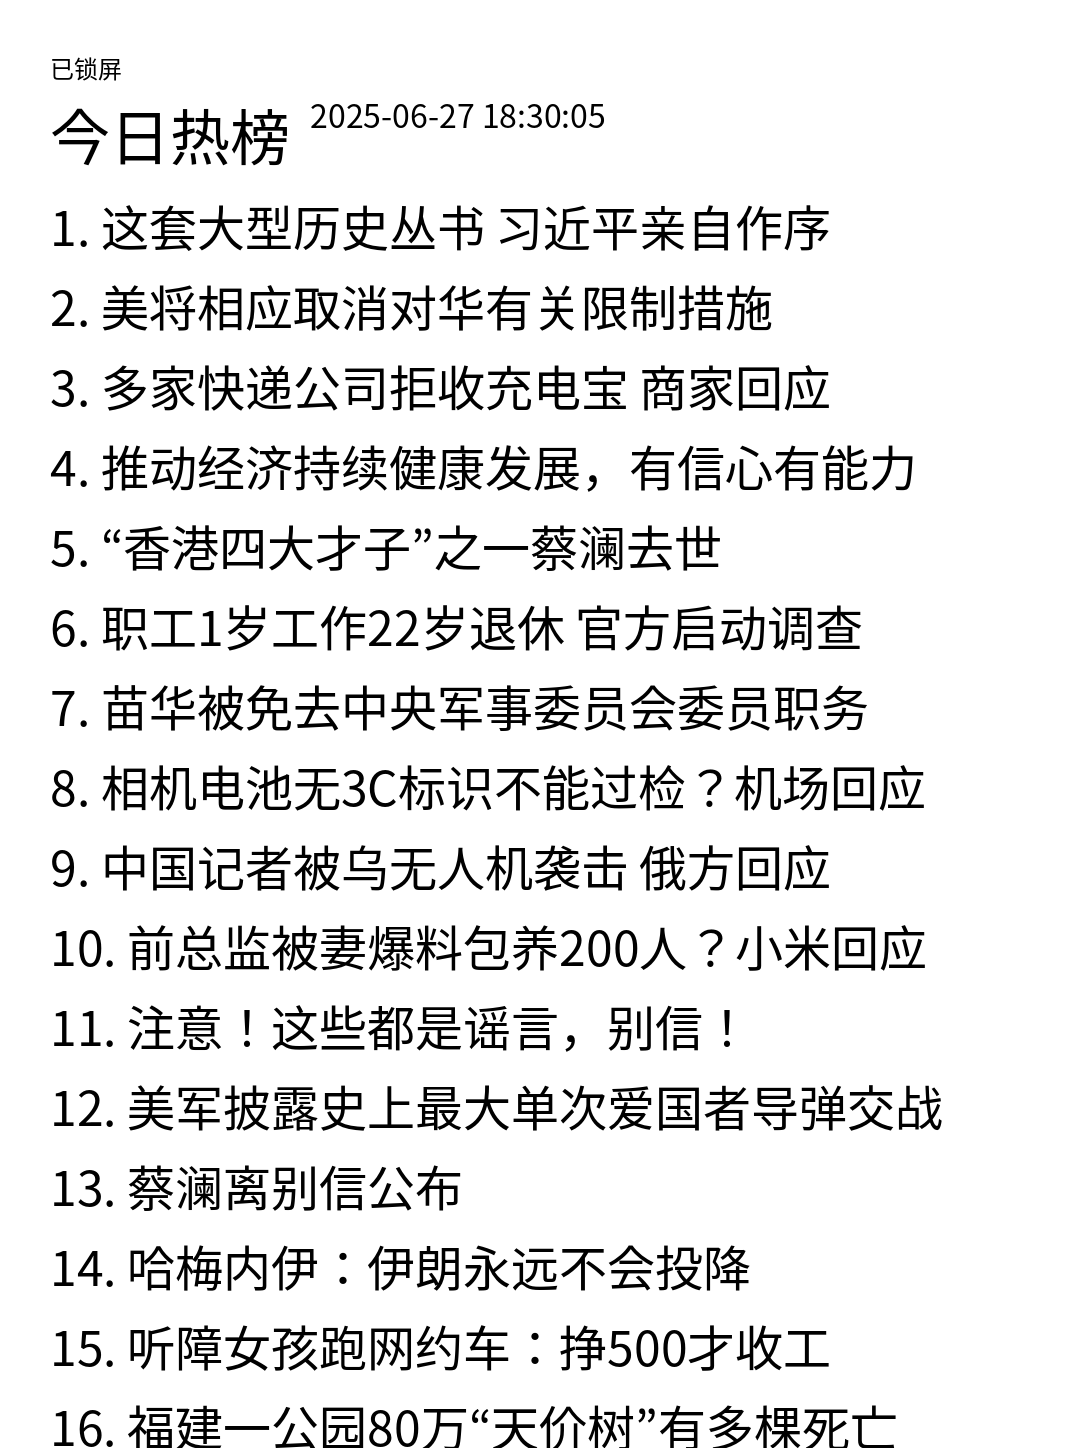 已锁屏
今日热榜 2025-06-27 18:30:05
1. 这套大型历史丛书 习近平亲自作序
2. 美将相应取消对华有关限制措施
3. 多家快递公司拒收充电宝 商家回应
4. 推动经济持续健康发展，有信心有能力
5. “香港四大才子”之一蔡澜去世
6. 职工1岁工作22岁退休 官方启动调查
7. 苗华被免去中央军事委员会委员职务
8. 相机电池无3C标识不能过检？机场回应
9. 中国记者被乌无人机袭击 俄方回应
10. 前总监被妻爆料包养200人？小米回应
11. 注意！这些都是谣言，别信！
12. 美军披露史上最大单次爱国者导弹交战
13. 蔡澜离别信公布
14. 哈梅内伊：伊朗永远不会投降
15. 听障女孩跑网约车：挣500才收工
16. 福建一公园80万“天价树”有多棵死亡